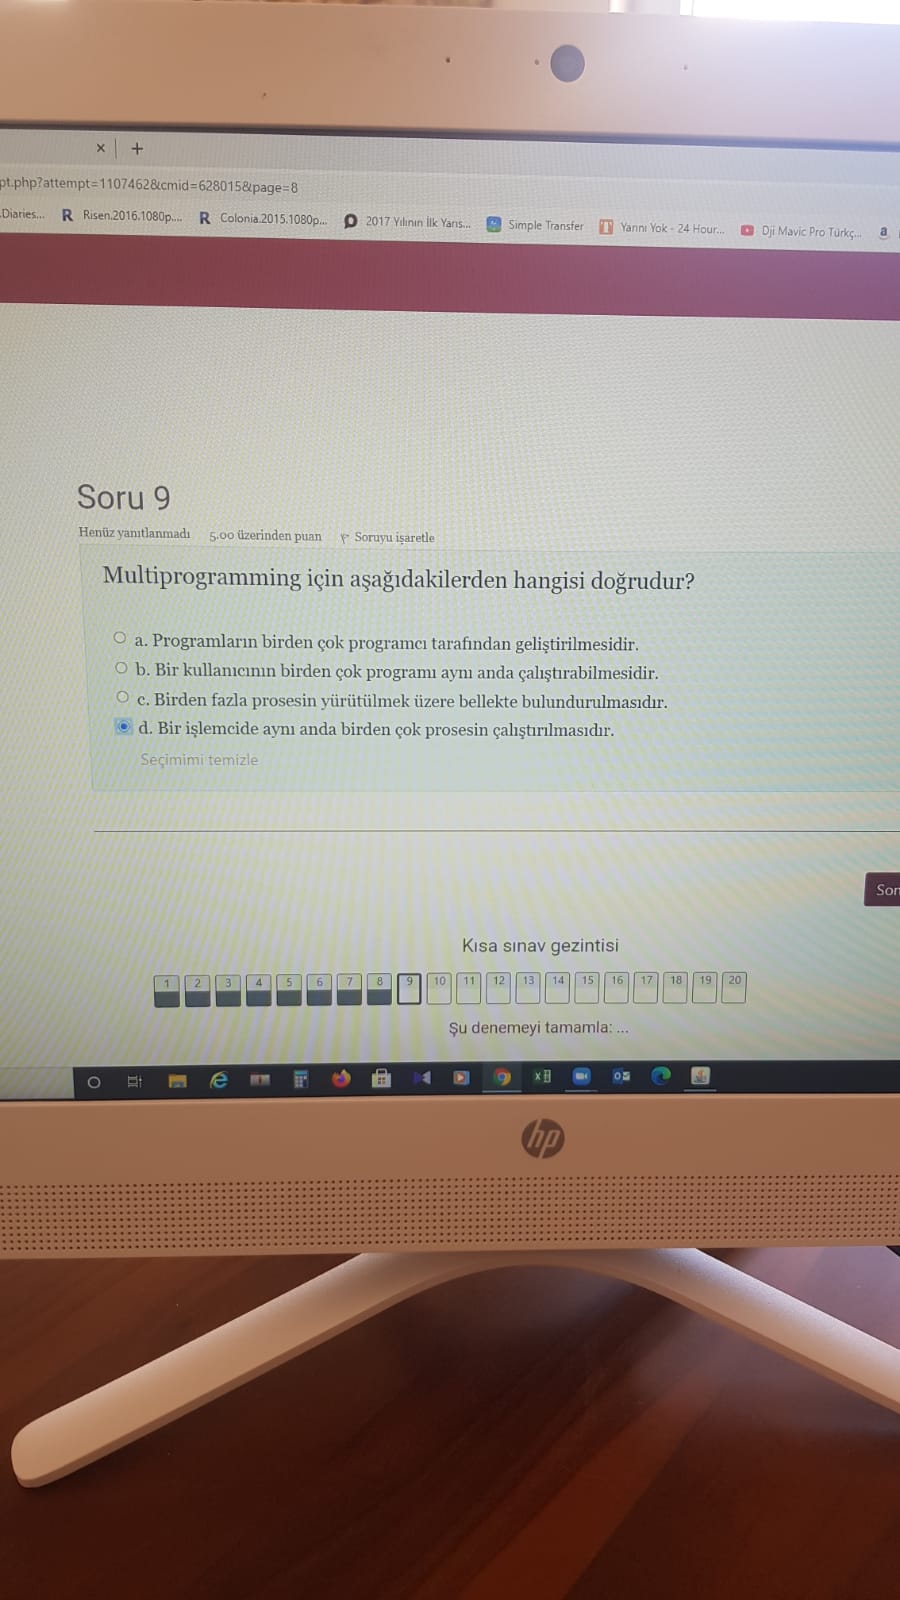 × +
pt.php?attempt=1107462&cmid=628015&page=8
Diaries... R Risen.2016.1080p.... R Colonia.2015.1080p... 2017 Yılının İlk Yarıs... Simple Transfer Yarını Yok - 24 Hour... Dji Mavic Pro Türkç... a
Soru 9
Henüz yanıtlanmadı 5,00 üzerinden puan Soruyu işaretle
Multiprogramming için aşağıdakilerden hangisi doğrudur?
a. Programların birden çok programcı tarafından geliştirilmesidir.
b. Bir kullanıcının birden çok programı aynı anda çalıştırabilmesidir.
c. Birden fazla prosesin yürütülmek üzere bellekte bulundurulmasıdır.
d. Bir işlemcide aynı anda birden çok prosesin çalıştırılmasıdır.
Seçimimi temizle
Son
Kısa sınav gezintisi
1 2 3 4 5 6 7 8 9 10 11 12 13 14 15 16 17 18 19 20
Şu denemeyi tamamla: ...
hp